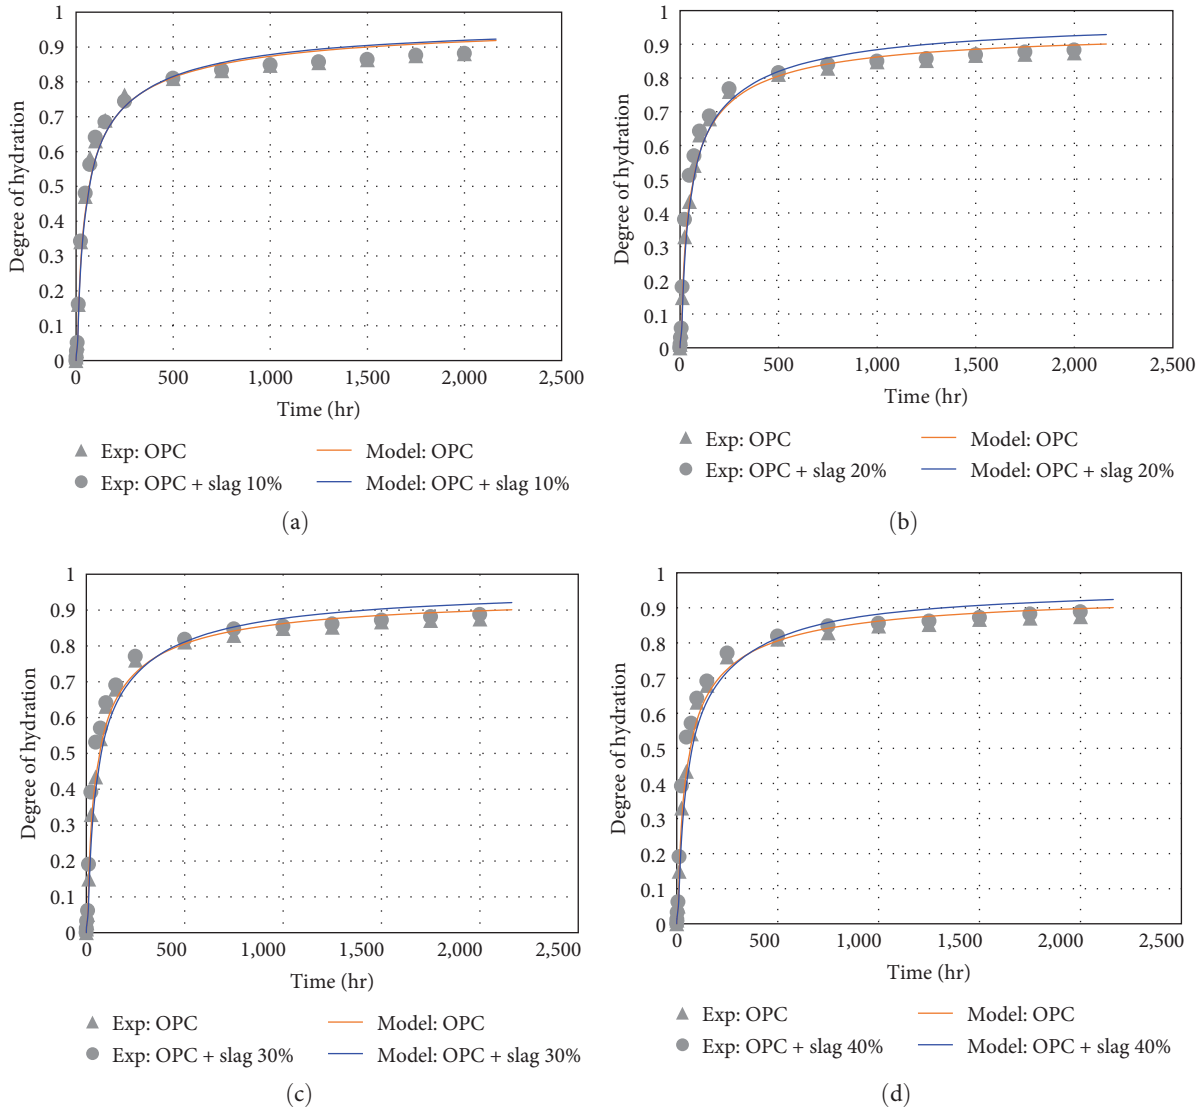 1
0.9
0.8
0.7
0.6
0.5
0.4
0.3
0.2
0.1
0
Degree of hydration
0 500 1,000 1,500 2,000 2,500
Time (hr)
Exp: OPC Model: OPC
Exp: OPC + slag 10% Model: OPC + slag 10%
(a)
1
0.9
0.8
0.7
0.6
0.5
0.4
0.3
0.2
0.1
0
Degree of hydration
0 500 1,000 1,500 2,000 2,500
Time (hr)
Exp: OPC Model: OPC
Exp: OPC + slag 20% Model: OPC + slag 20%
(b)
1
0.9
0.8
0.7
0.6
0.5
0.4
0.3
0.2
0.1
0
Degree of hydration
0 500 1,000 1,500 2,000 2,500
Time (hr)
Exp: OPC Model: OPC
Exp: OPC + slag 30% Model: OPC + slag 30%
(c)
1
0.9
0.8
0.7
0.6
0.5
0.4
0.3
0.2
0.1
0
Degree of hydration
0 500 1,000 1,500 2,000 2,500
Time (hr)
Exp: OPC Model: OPC
Exp: OPC + slag 40% Model: OPC + slag 40%
(d)